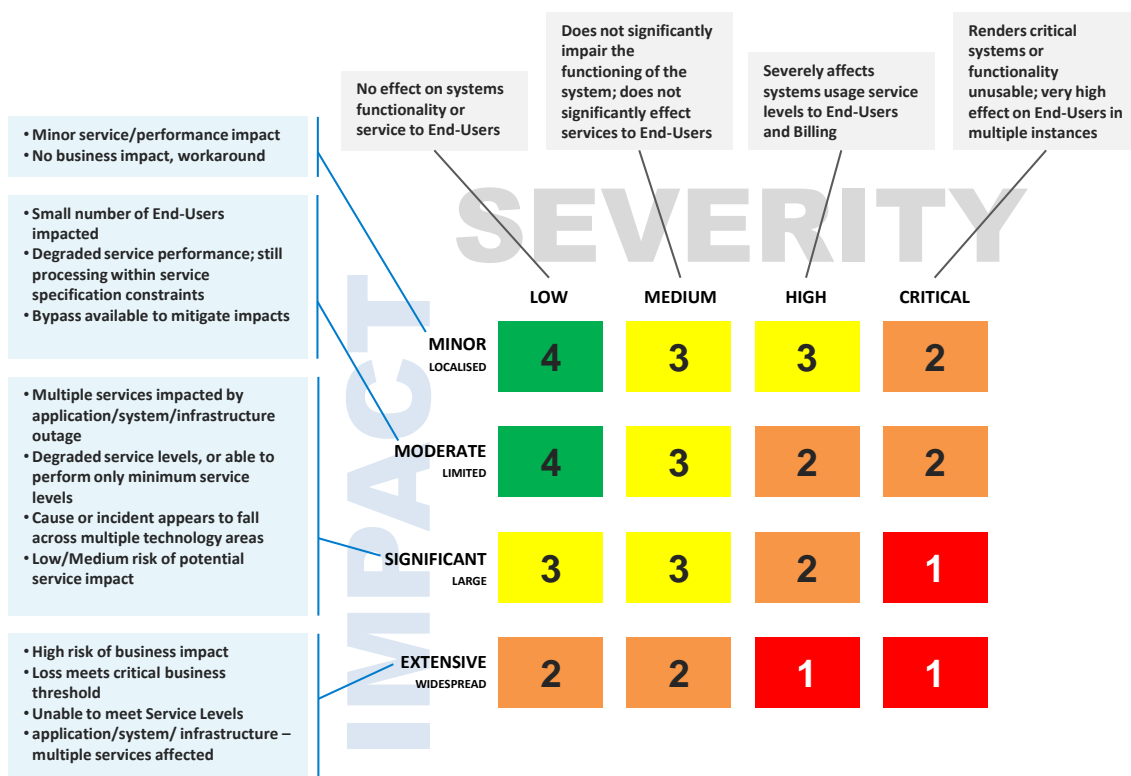 No effect on systems
functionality or
service to End-Users
Does not significantly
impair the
functioning of the
system; does not
significantly effect
services to End-Users
Severely affects
systems usage service
levels to End-Users
and Billing
Renders critical
systems or
functionality
unusable; very high
effect on End-Users in
multiple instances
• Minor service/performance impact
• No business impact, workaround
• Small number of End-Users
impacted
• Degraded service performance; still
processing within service
specification constraints
• Bypass available to mitigate impacts
• Multiple services impacted by
application/system/infrastructure
outage
• Degraded service levels, or able to
perform only minimum service
levels
• Cause or incident appears to fall
across multiple technology areas
• Low/Medium risk of potential
service impact
• High risk of business impact
• Loss meets critical business
threshold
• Unable to meet Service Levels
• application/system/ infrastructure –
multiple services affected
SEVERITY
IMPACT
LOW MEDIUM HIGH CRITICAL
MINOR
LOCALISED
4 3 3 2
MODERATE
LIMITED
4 3 2 2
SIGNIFICANT
LARGE
3 3 2 1
EXTENSIVE
WIDESPREAD
2 2 1 1